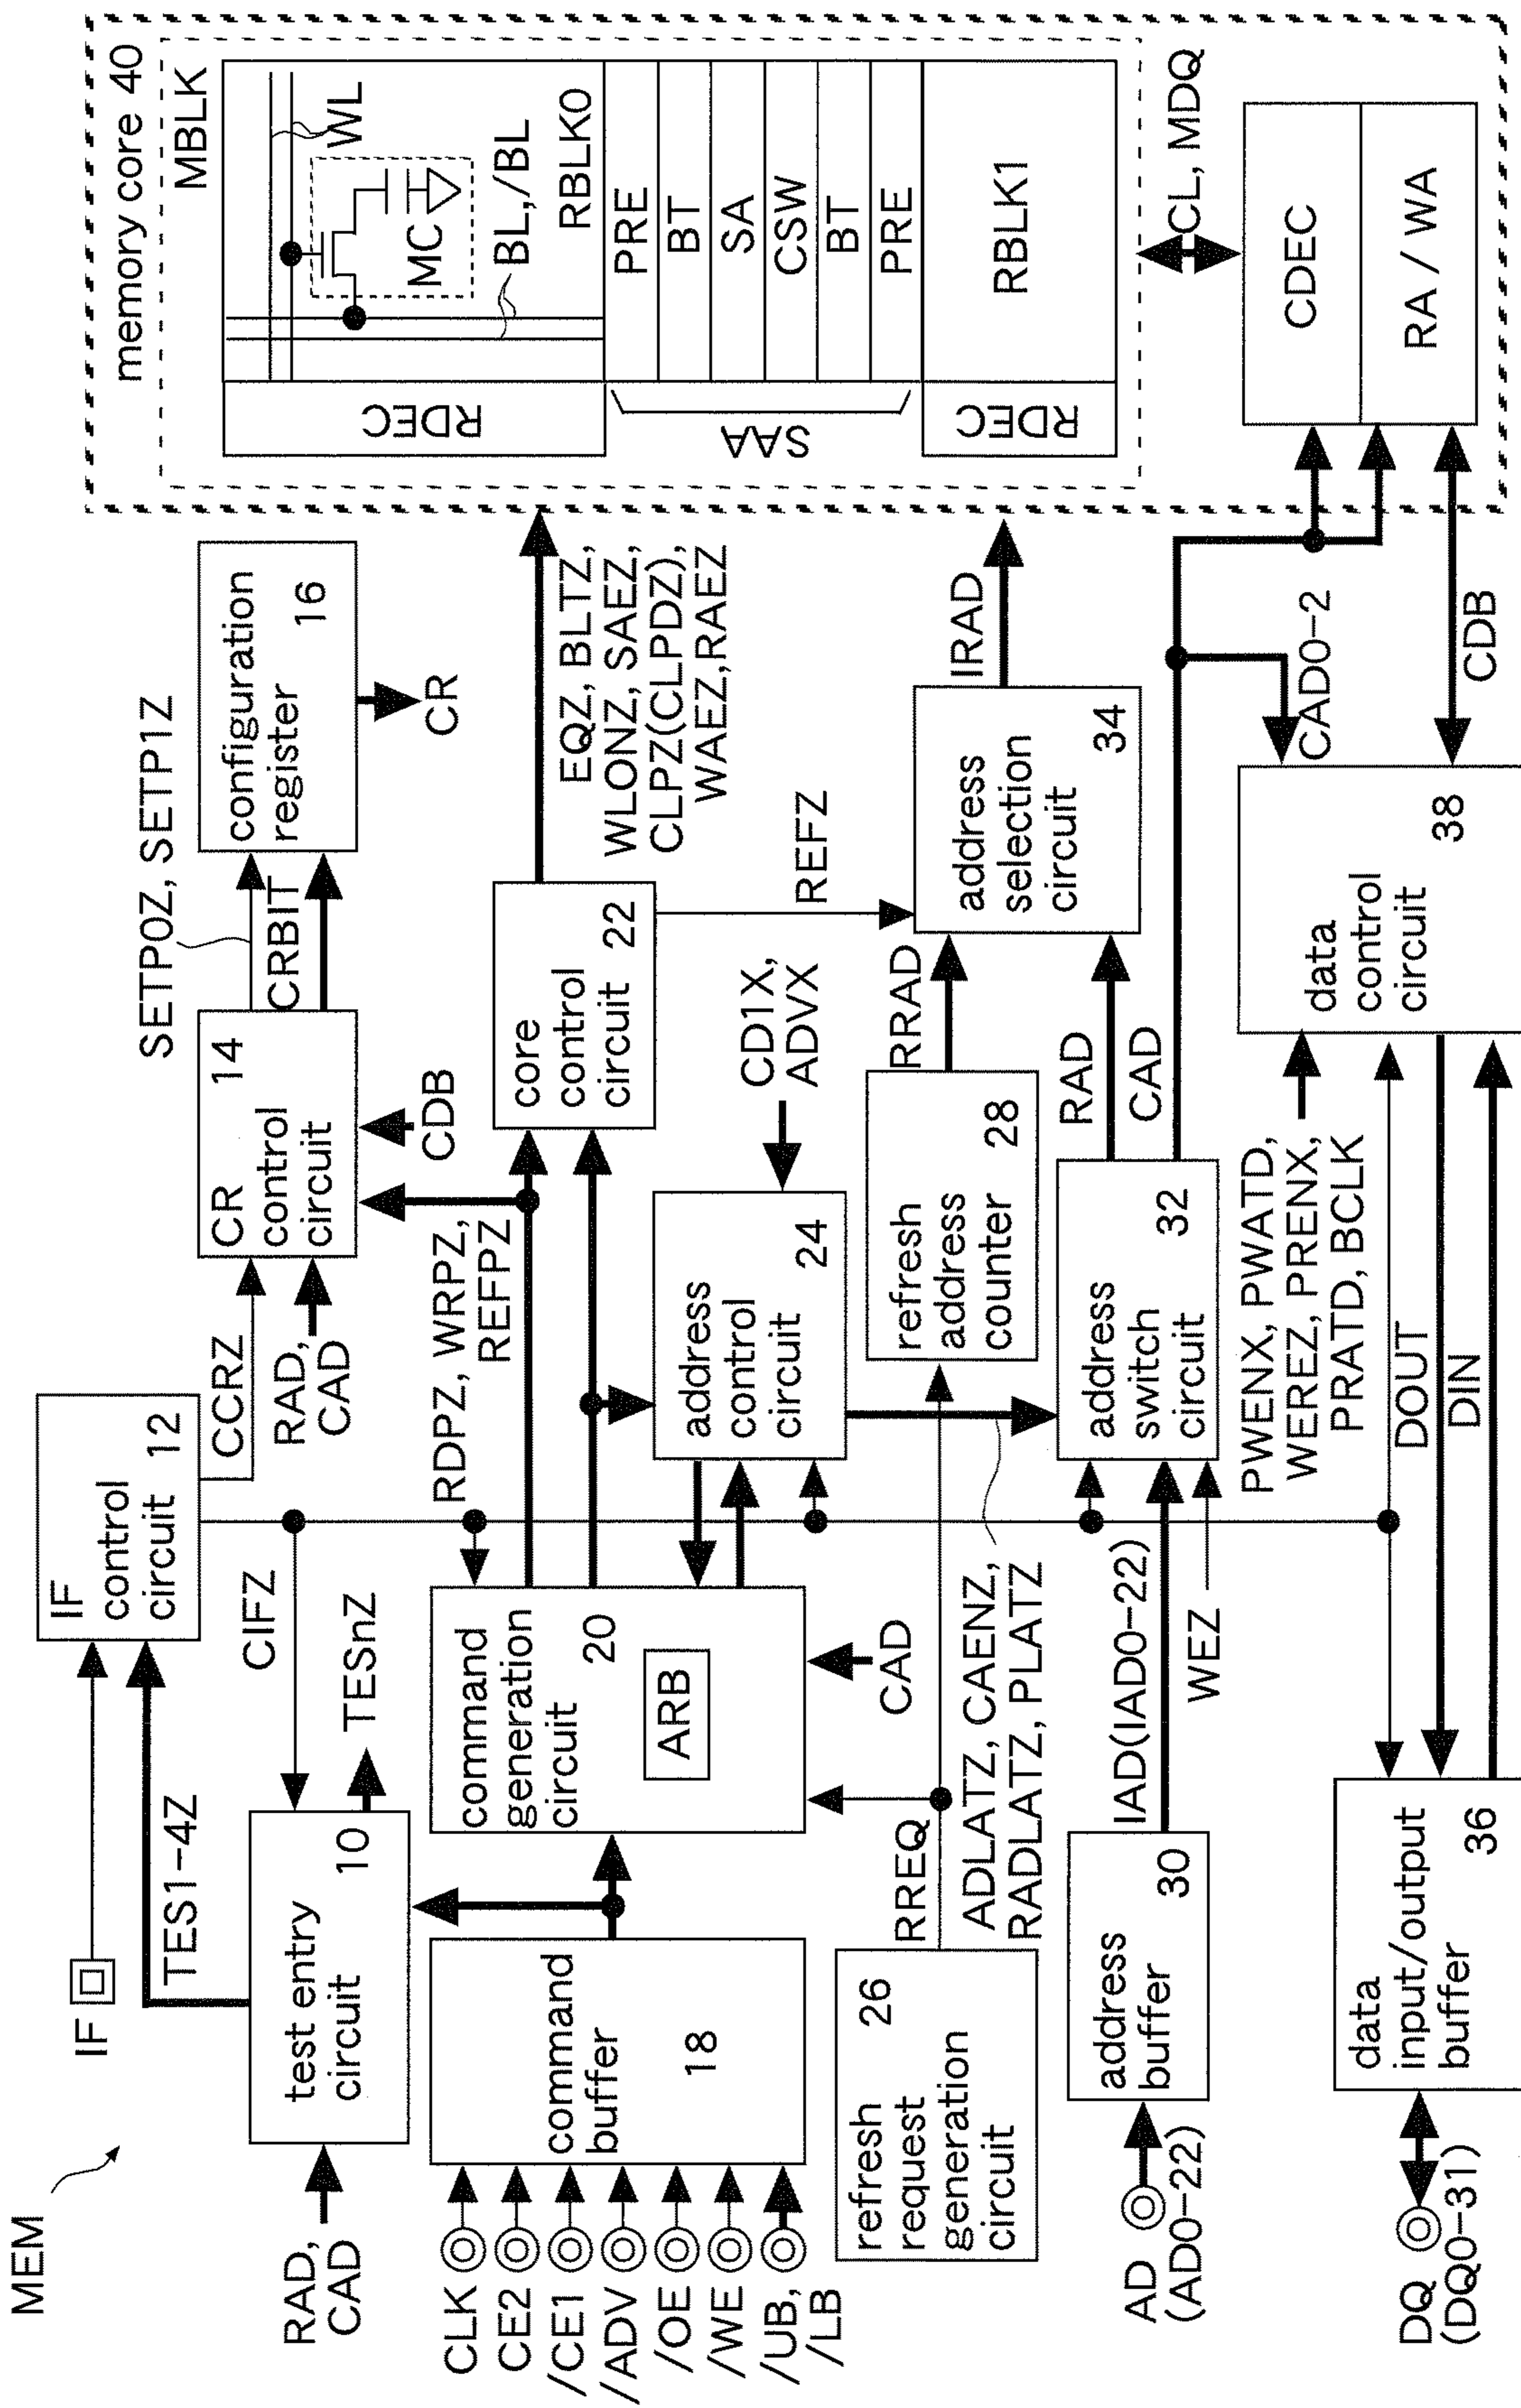 MEM
IF
RAD,
CAD
test entry
circuit
10
TES1-4Z
TESnZ
CIFZ
IF
control
circuit 12
CCRZ
RAD,
CAD
CR 14
control
circuit
CDB
SETP0Z, SETP1Z
CRBIT
configuration
register
16
CR
CLK
CE2
/CE1
/ADV
/OE
/WE
/UB,
/LB
command
buffer
18
command
generation
circuit
20
ARB
CAD
RDPZ, WRPZ,
REFPZ
core
control
circuit 22
EQZ, BLTZ,
WLONZ, SAEZ,
CLPZ(CLPDZ),
WAEZ,RAEZ
REFZ
address
control
circuit
24
CD1X,
ADVX
26
refresh
request
generation
circuit
RREQ
ADLATZ, CAENZ,
RADLATZ, PLATZ
refresh
address
counter
28
RRAD
address
selection
circuit
34
IRAD
AD
(AD0-22)
address
buffer
30
IAD(IAD0-22)
WEZ
address
switch
circuit
32
RAD
CAD
CAD0-2
DQ
(DQ0-31)
data
input/output
buffer
36
PWENX, PWATD,
WEREZ, PRENX,
PRATD, BCLK
DOUT
DIN
data
control
circuit
38
CDB
memory core 40
MBLK
WL
MC
BL,/BL
RBLK0
RDEC
PRE
BT
SA
CSW
BT
PRE
SAA
RBLK1
RDEC
CL, MDQ
CDEC
RA / WA